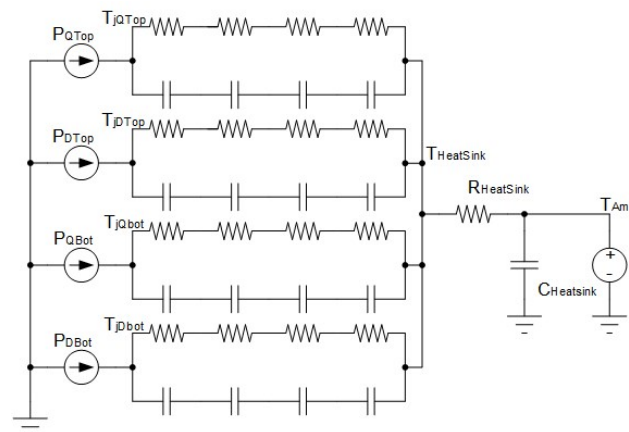 TjQTop
PQTop
TjDTop
PDTop
THeatSink
RHeatSink
TAm
TjQbot
PQBot
+
-
CHeatsink
TjDbot
PDBot